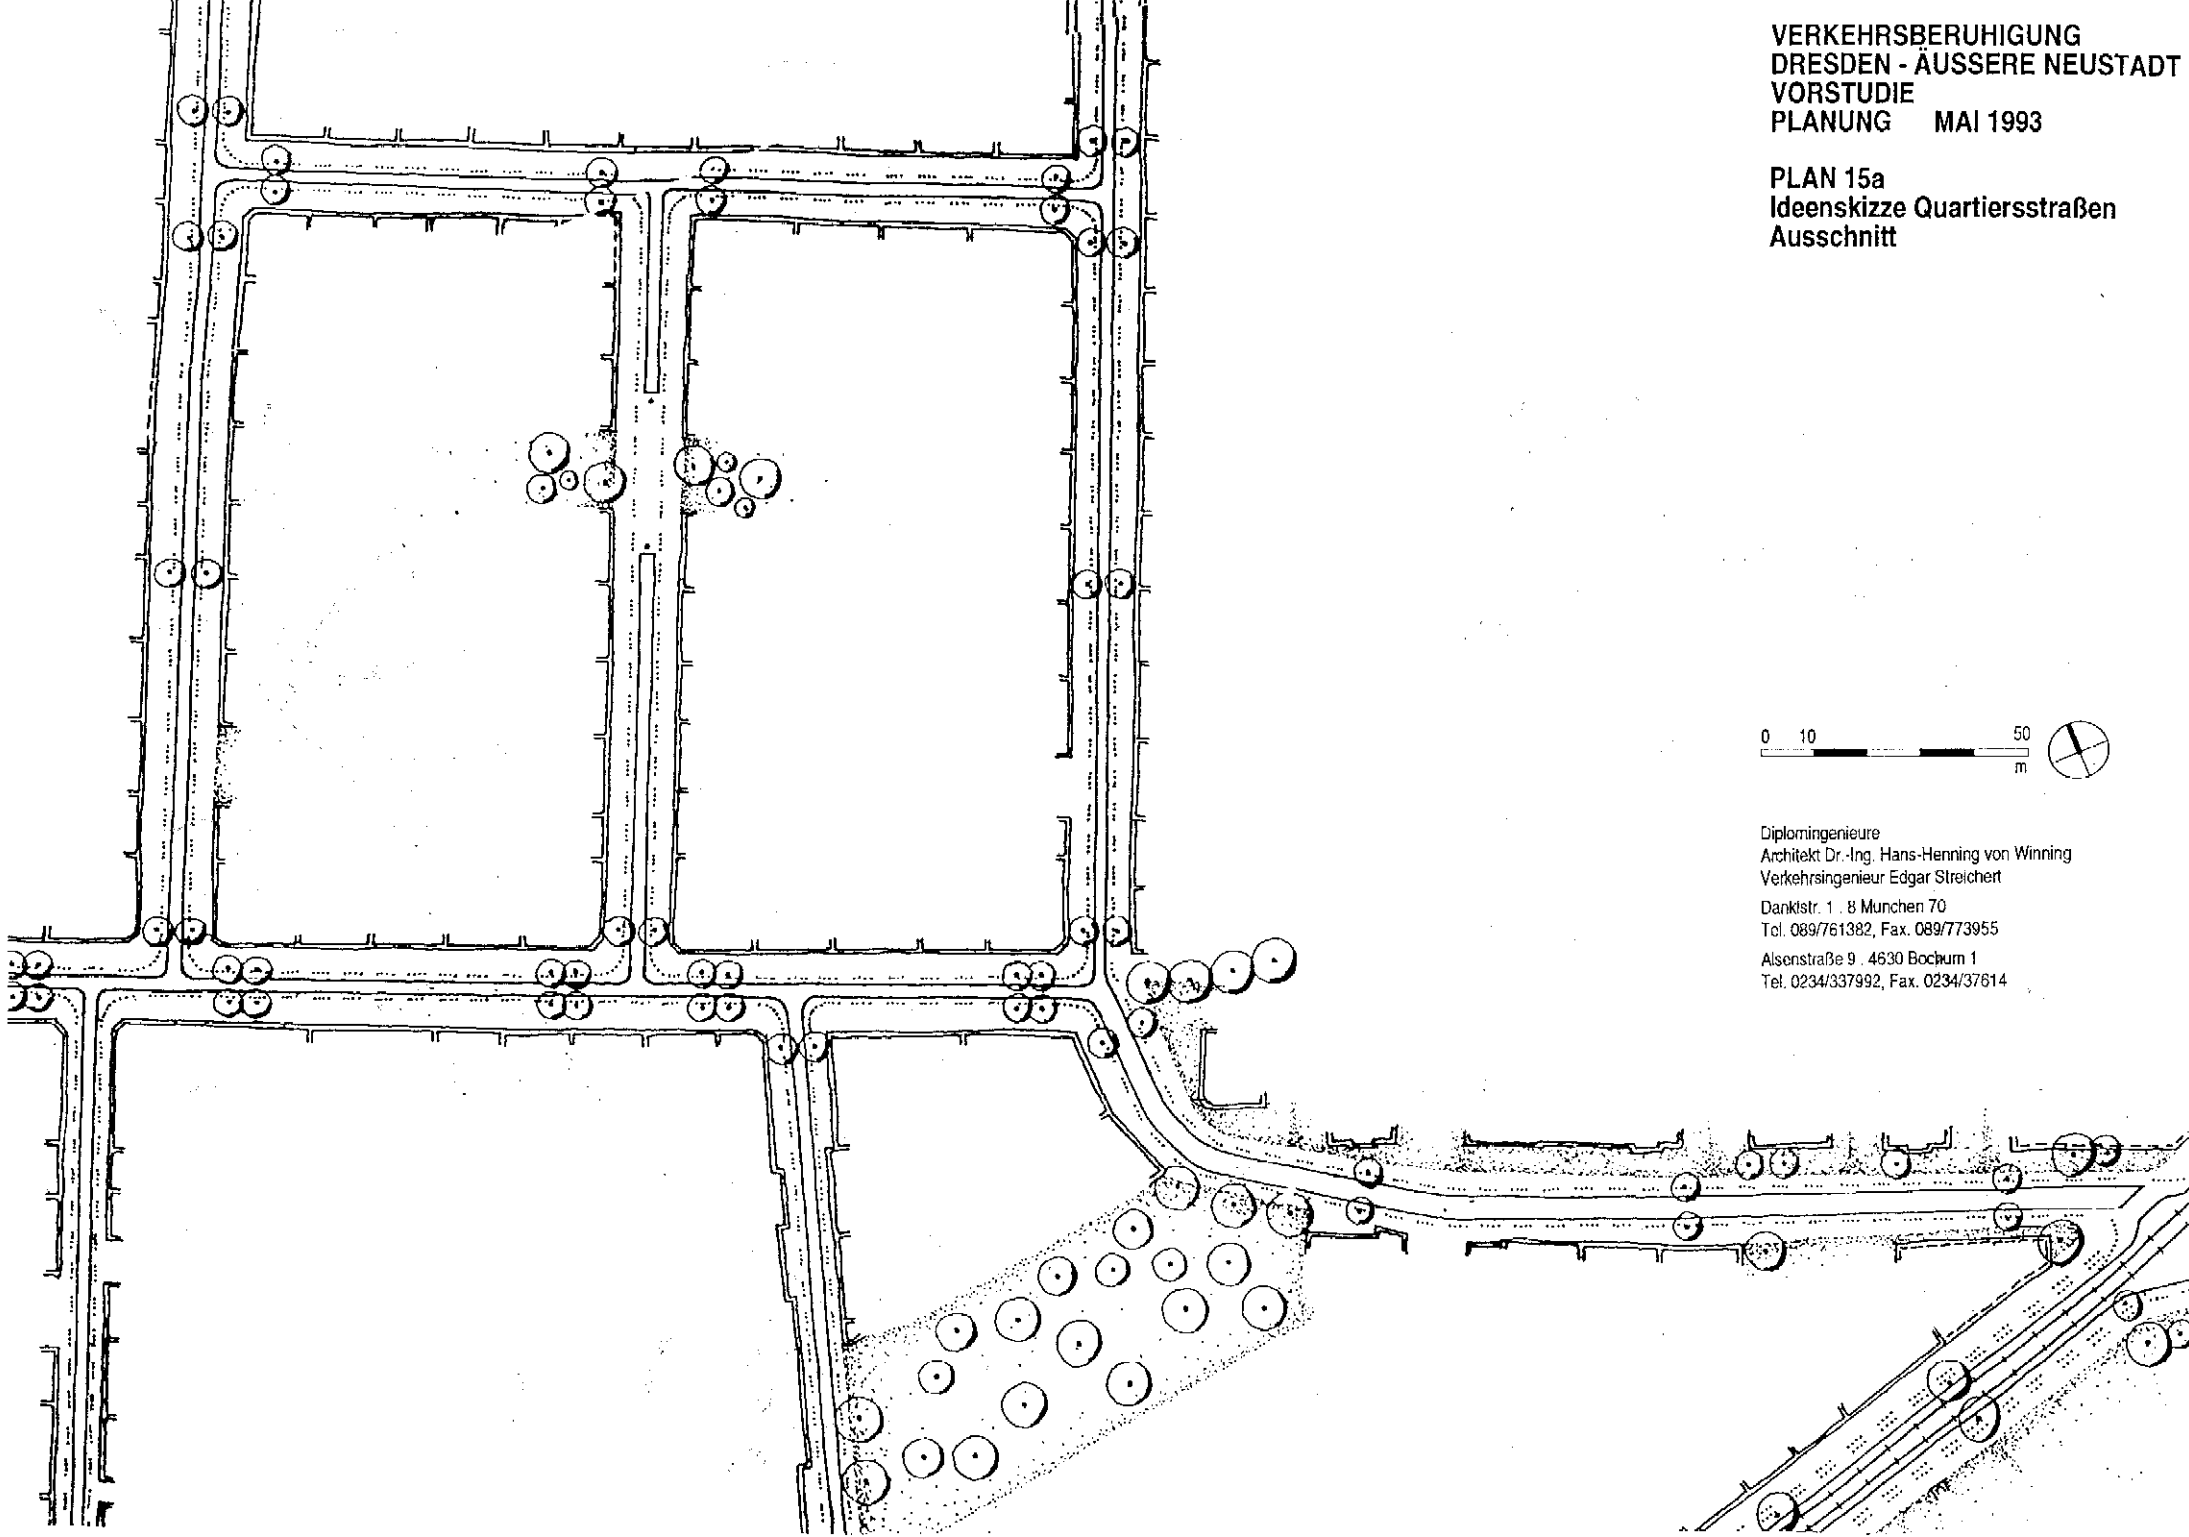 VERKEHRSBERUHIGUNG
DRESDEN - ÄUSSERE NEUSTADT
VORSTUDIE
PLANUNG MAI 1993
PLAN 15a
Ideenskizze Quartiersstraßen
Ausschnitt
0 10 50
m
Diplomingenieure
Architekt Dr.-Ing. Hans-Henning von Winning
Verkehrsingenieur Edgar Streichert
Danklstr. 1 . 8 Munchen 70
Tel. 089/761382, Fax. 089/773955
Alsenstraße 9 . 4630 Bochum 1
Tel. 0234/337992, Fax. 0234/37614